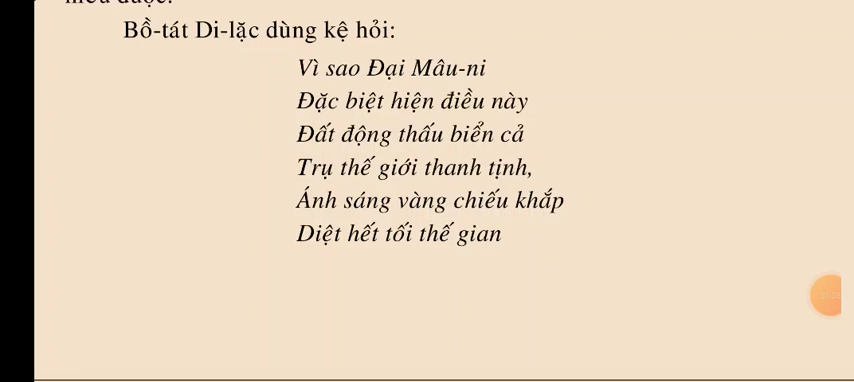 Bồ-tát Di-lặc dùng kệ hỏi:
Vì sao Đại Mâu-ni
Đặc biệt hiện điều này
Đất động thấu biển cả
Trụ thế giới thanh tịnh,
Ánh sáng vàng chiếu khắp
Diệt hết tối thế gian